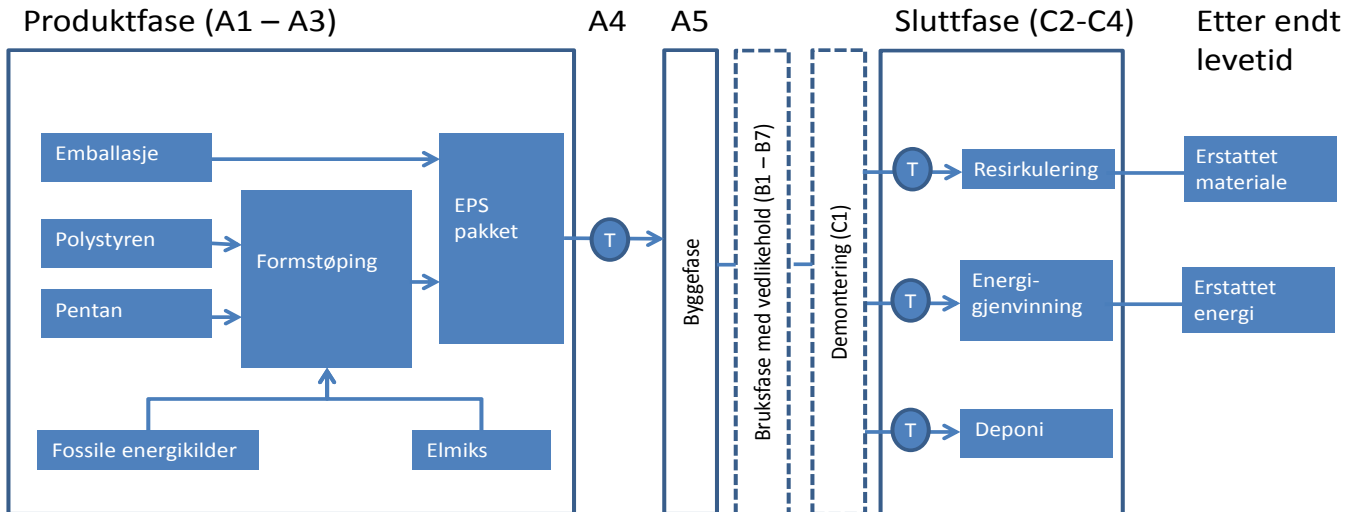 Produktfase (A1 – A3)
A4
A5
Sluttfase (C2-C4)
Etter endt
levetid
Emballasje
Polystyren
Pentan
Formstøping
EPS
pakket
Fossile energikilder
Elmiks
T
Byggefase
Bruksfase med vedlikehold (B1 – B7)
Demontering (C1)
T
Resirkulering
Erstattet
materiale
T
Energi-
gjenvinning
Erstattet
energi
T
Deponi